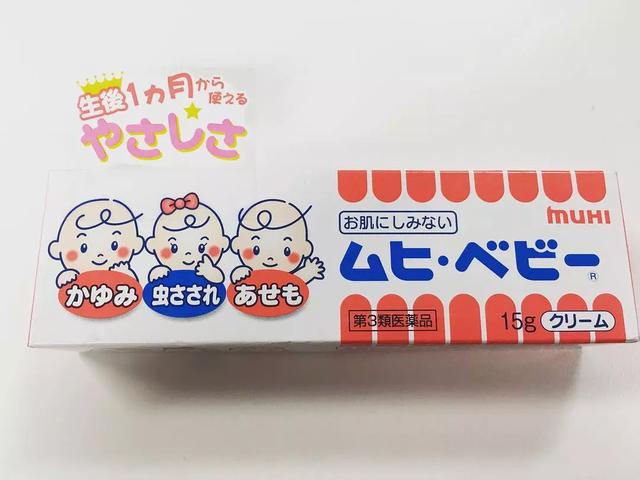 生後1ヵ月から使える
やさしさ
かゆみ
虫さされ
あせも
muHI
お肌にしみない
ムヒ・ベビー®
第3類医薬品
15g クリーム